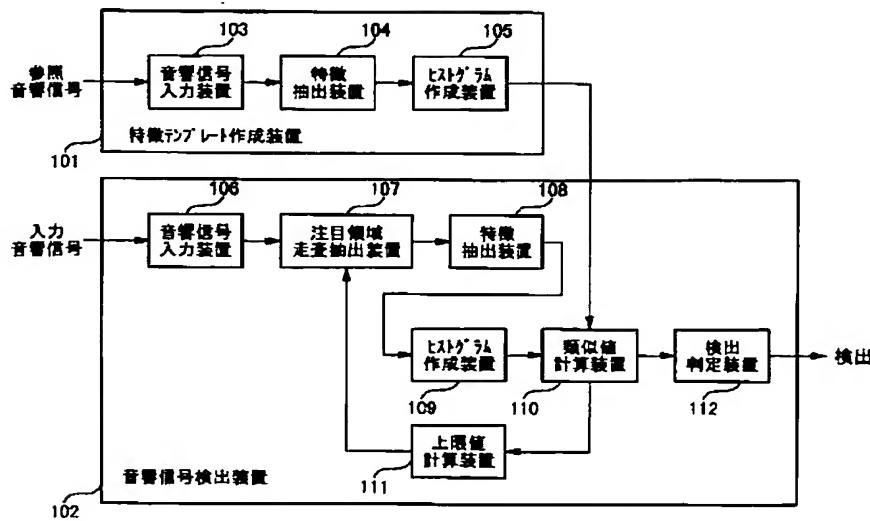 103
104
105
参照
音響信号
音響信号
入力装置
特徴
抽出装置
ヒストグラム
作成装置
特徴テンプレート作成装置
101
106
107
108
入力
音響信号
音響信号
入力装置
注目領域
走査抽出装置
特徴
抽出装置
ヒストグラム
作成装置
類似値
計算装置
検出
判定装置
検出
109
110
112
上限値
計算装置
111
音響信号検出装置
102